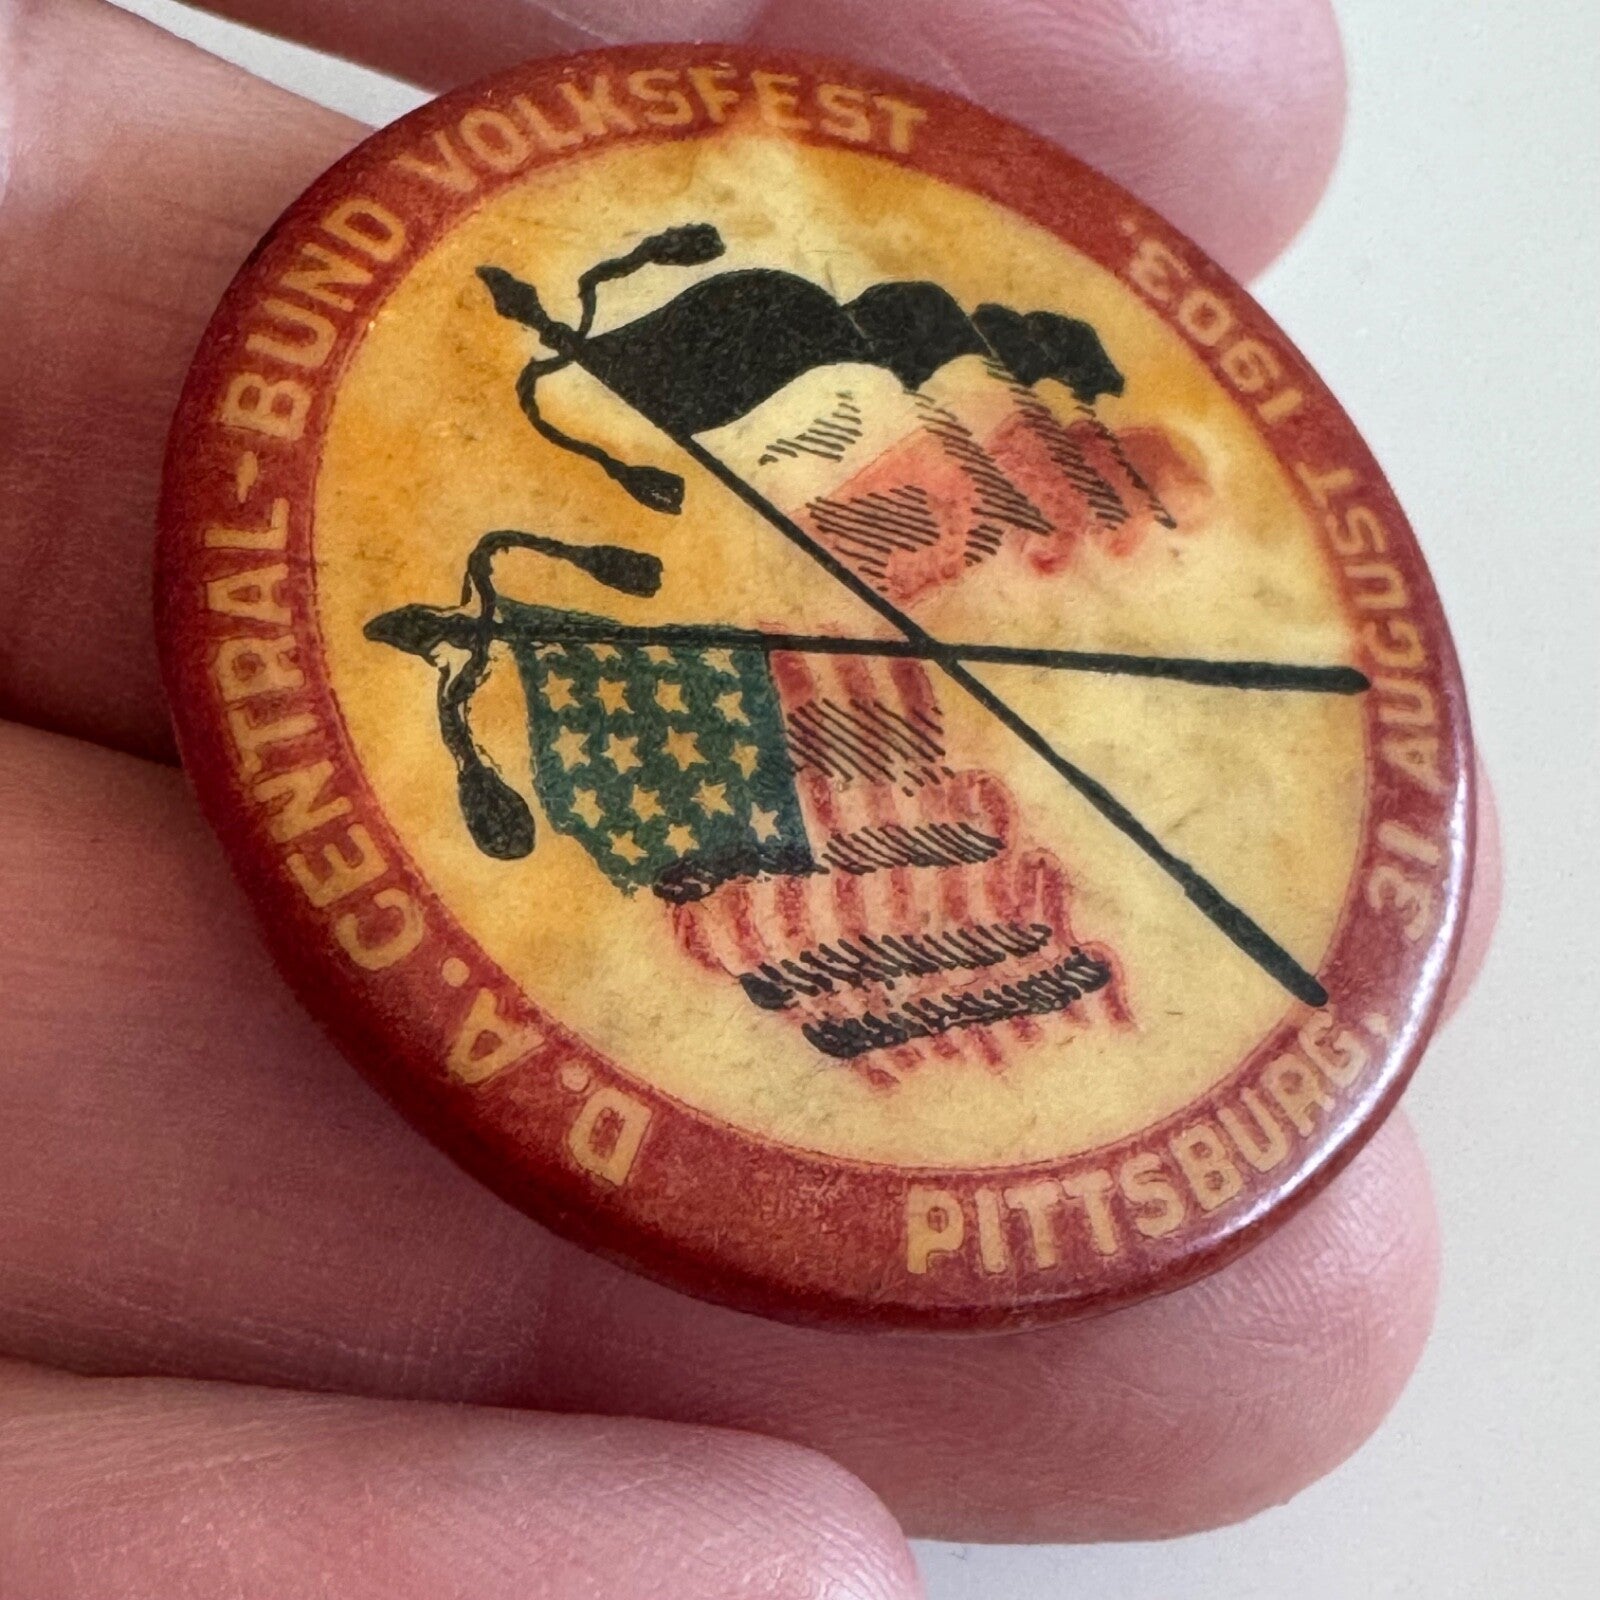 D. A. CENTRAL-BUND VOLKSFEST
PITTSBURG, 31 AUGUST 1903.